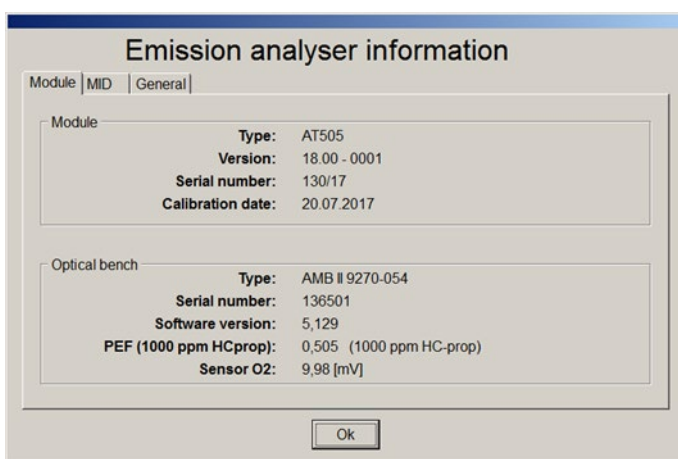 Emission analyser information
Module MID General
Module
Type: AT505
Version: 18.00 - 0001
Serial number: 130/17
Calibration date: 20.07.2017
Optical bench
Type: AMB II 9270-054
Serial number: 136501
Software version: 5,129
PEF (1000 ppm HCprop): 0,505 (1000 ppm HC-prop)
Sensor O2: 9,98 [mV]
Ok